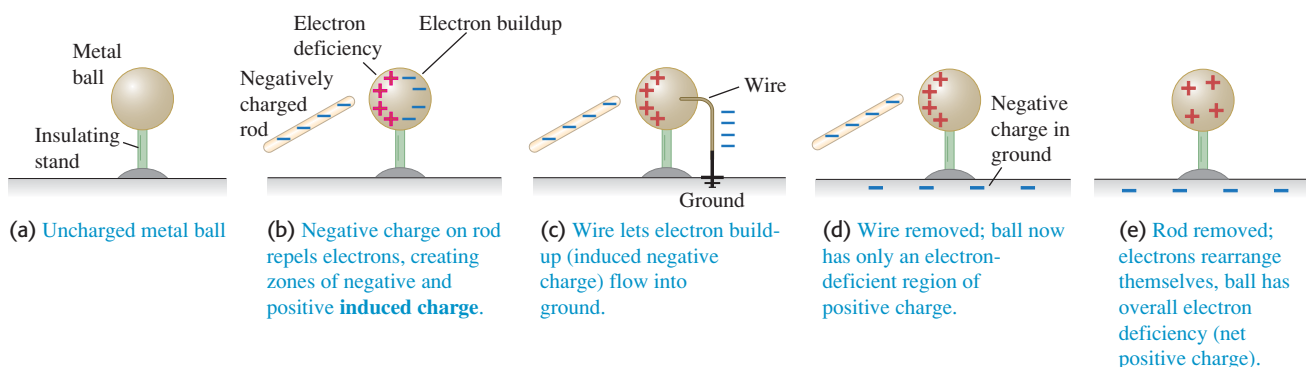 Metal
ball
Insulating
stand
(a) Uncharged metal ball
Electron
deficiency
Electron buildup
Negatively
charged
rod
(b) Negative charge on rod
repels electrons, creating
zones of negative and
positive induced charge.
Wire
Ground
(c) Wire lets electron build-
up (induced negative
charge) flow into
ground.
Negative
charge in
ground
(d) Wire removed; ball now
has only an electron-
deficient region of
positive charge.
(e) Rod removed;
electrons rearrange
themselves, ball has
overall electron
deficiency (net
positive charge).